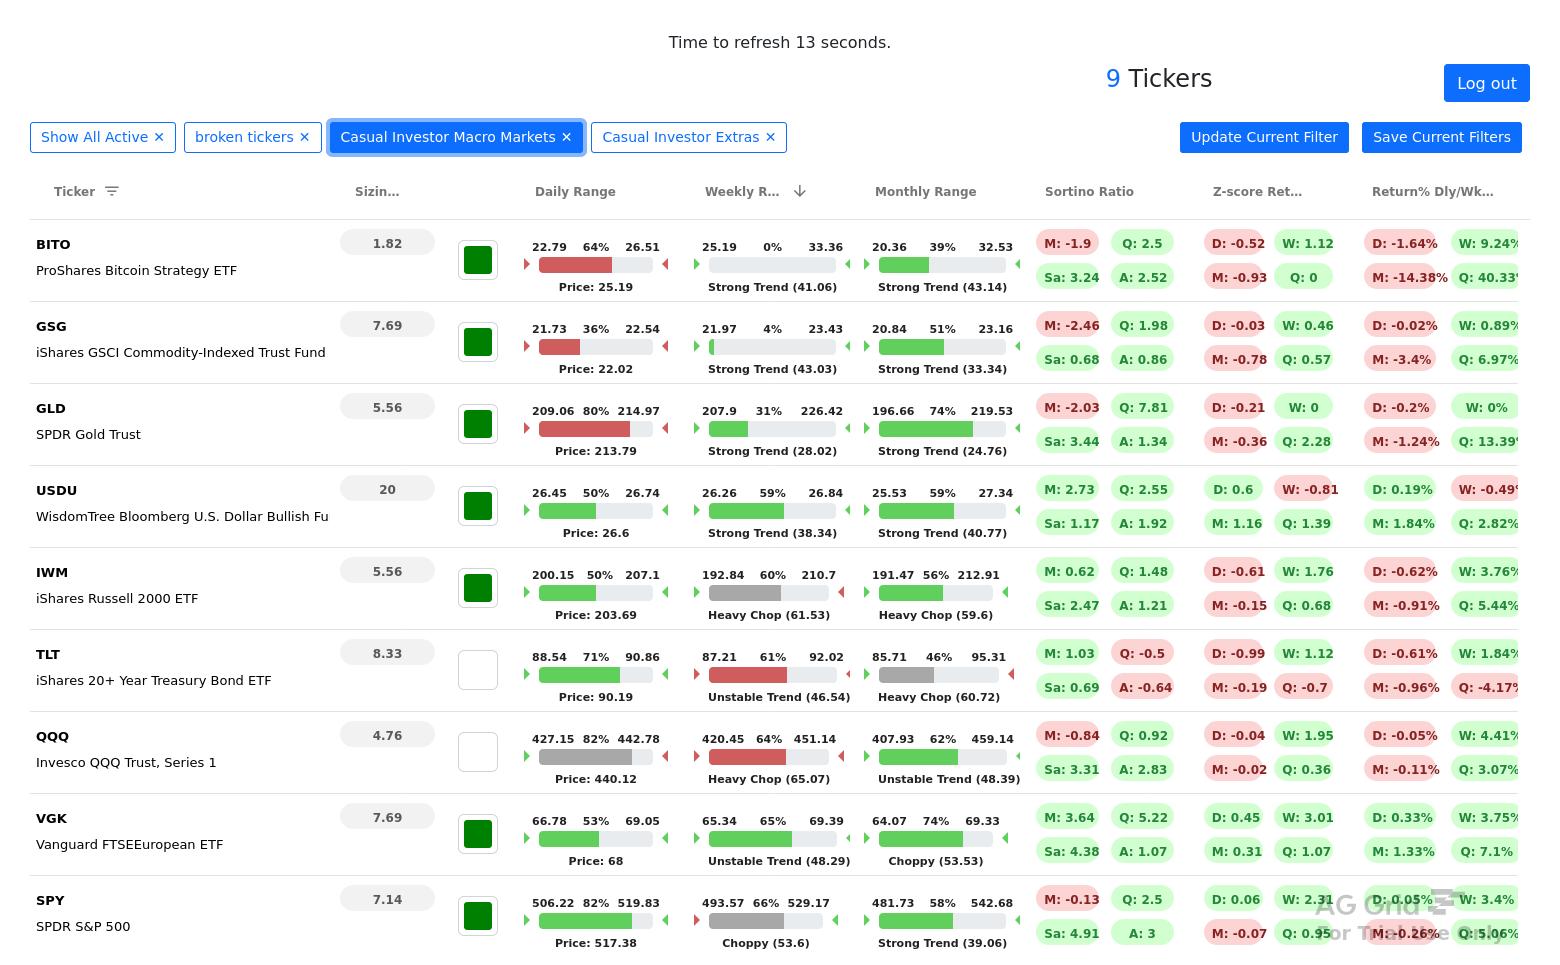 Time to refresh 13 seconds.
9 Tickers
Log out
Show All Active ✕ broken tickers ✕ Casual Investor Macro Markets ✕ Casual Investor Extras ✕ Update Current Filter Save Current Filters
Ticker Sizin... Daily Range Weekly R... Monthly Range Sortino Ratio Z-score Ret... Return% Dly/Wk...
BITO 1.82 22.79 64% 26.51 25.19 0% 33.36 20.36 39% 32.53 M: -1.9 Q: 2.5 D: -0.52 W: 1.12 D: -1.64% W: 9.24%
ProShares Bitcoin Strategy ETF Price: 25.19 Strong Trend (41.06) Strong Trend (43.14) Sa: 3.24 A: 2.52 M: -0.93 Q: 0 M: -14.38% Q: 40.33%
GSG 7.69 21.73 36% 22.54 21.97 4% 23.43 20.84 51% 23.16 M: -2.46 Q: 1.98 D: -0.03 W: 0.46 D: -0.02% W: 0.89%
iShares GSCI Commodity-Indexed Trust Fund Price: 22.02 Strong Trend (43.03) Strong Trend (33.34) Sa: 0.68 A: 0.86 M: -0.78 Q: 0.57 M: -3.4% Q: 6.97%
GLD 5.56 209.06 80% 214.97 207.9 31% 226.42 196.66 74% 219.53 M: -2.03 Q: 7.81 D: -0.21 W: 0 D: -0.2% W: 0%
SPDR Gold Trust Price: 213.79 Strong Trend (28.02) Strong Trend (24.76) Sa: 3.44 A: 1.34 M: -0.36 Q: 2.28 M: -1.24% Q: 13.39%
USDU 20 26.45 50% 26.74 26.26 59% 26.84 25.53 59% 27.34 M: 2.73 Q: 2.55 D: 0.6 W: -0.81 D: 0.19% W: -0.49%
WisdomTree Bloomberg U.S. Dollar Bullish Fu Price: 26.6 Strong Trend (38.34) Strong Trend (40.77) Sa: 1.17 A: 1.92 M: 1.16 Q: 1.39 M: 1.84% Q: 2.82%
IWM 5.56 200.15 50% 207.1 192.84 60% 210.7 191.47 56% 212.91 M: 0.62 Q: 1.48 D: -0.61 W: 1.76 D: -0.62% W: 3.76%
iShares Russell 2000 ETF Price: 203.69 Heavy Chop (61.53) Heavy Chop (59.6) Sa: 2.47 A: 1.21 M: -0.15 Q: 0.68 M: -0.91% Q: 5.44%
TLT 8.33 88.54 71% 90.86 87.21 61% 92.02 85.71 46% 95.31 M: 1.03 Q: -0.5 D: -0.99 W: 1.12 D: -0.61% W: 1.84%
iShares 20+ Year Treasury Bond ETF Price: 90.19 Unstable Trend (46.54) Heavy Chop (60.72) Sa: 0.69 A: -0.64 M: -0.19 Q: -0.7 M: -0.96% Q: -4.17%
QQQ 4.76 427.15 82% 442.78 420.45 64% 451.14 407.93 62% 459.14 M: -0.84 Q: 0.92 D: -0.04 W: 1.95 D: -0.05% W: 4.41%
Invesco QQQ Trust, Series 1 Price: 440.12 Heavy Chop (65.07) Unstable Trend (48.39) Sa: 3.31 A: 2.83 M: -0.02 Q: 0.36 M: -0.11% Q: 3.07%
VGK 7.69 66.78 53% 69.05 65.34 65% 69.39 64.07 74% 69.33 M: 3.64 Q: 5.22 D: 0.45 W: 3.01 D: 0.33% W: 3.75%
Vanguard FTSEEuropean ETF Price: 68 Unstable Trend (48.29) Choppy (53.53) Sa: 4.38 A: 1.07 M: 0.31 Q: 1.07 M: 1.33% Q: 7.1%
SPY 7.14 506.22 82% 519.83 493.57 66% 529.17 481.73 58% 542.68 M: -0.13 Q: 2.5 D: 0.06 W: 2.31 D: 0.05% W: 3.4%
SPDR S&P 500 Price: 517.38 Choppy (53.6) Strong Trend (39.06) Sa: 4.91 A: 3 M: -0.07 Q: 0.95 M: -0.26% Q: 5.06%
AG Grid
For Trial Use Only